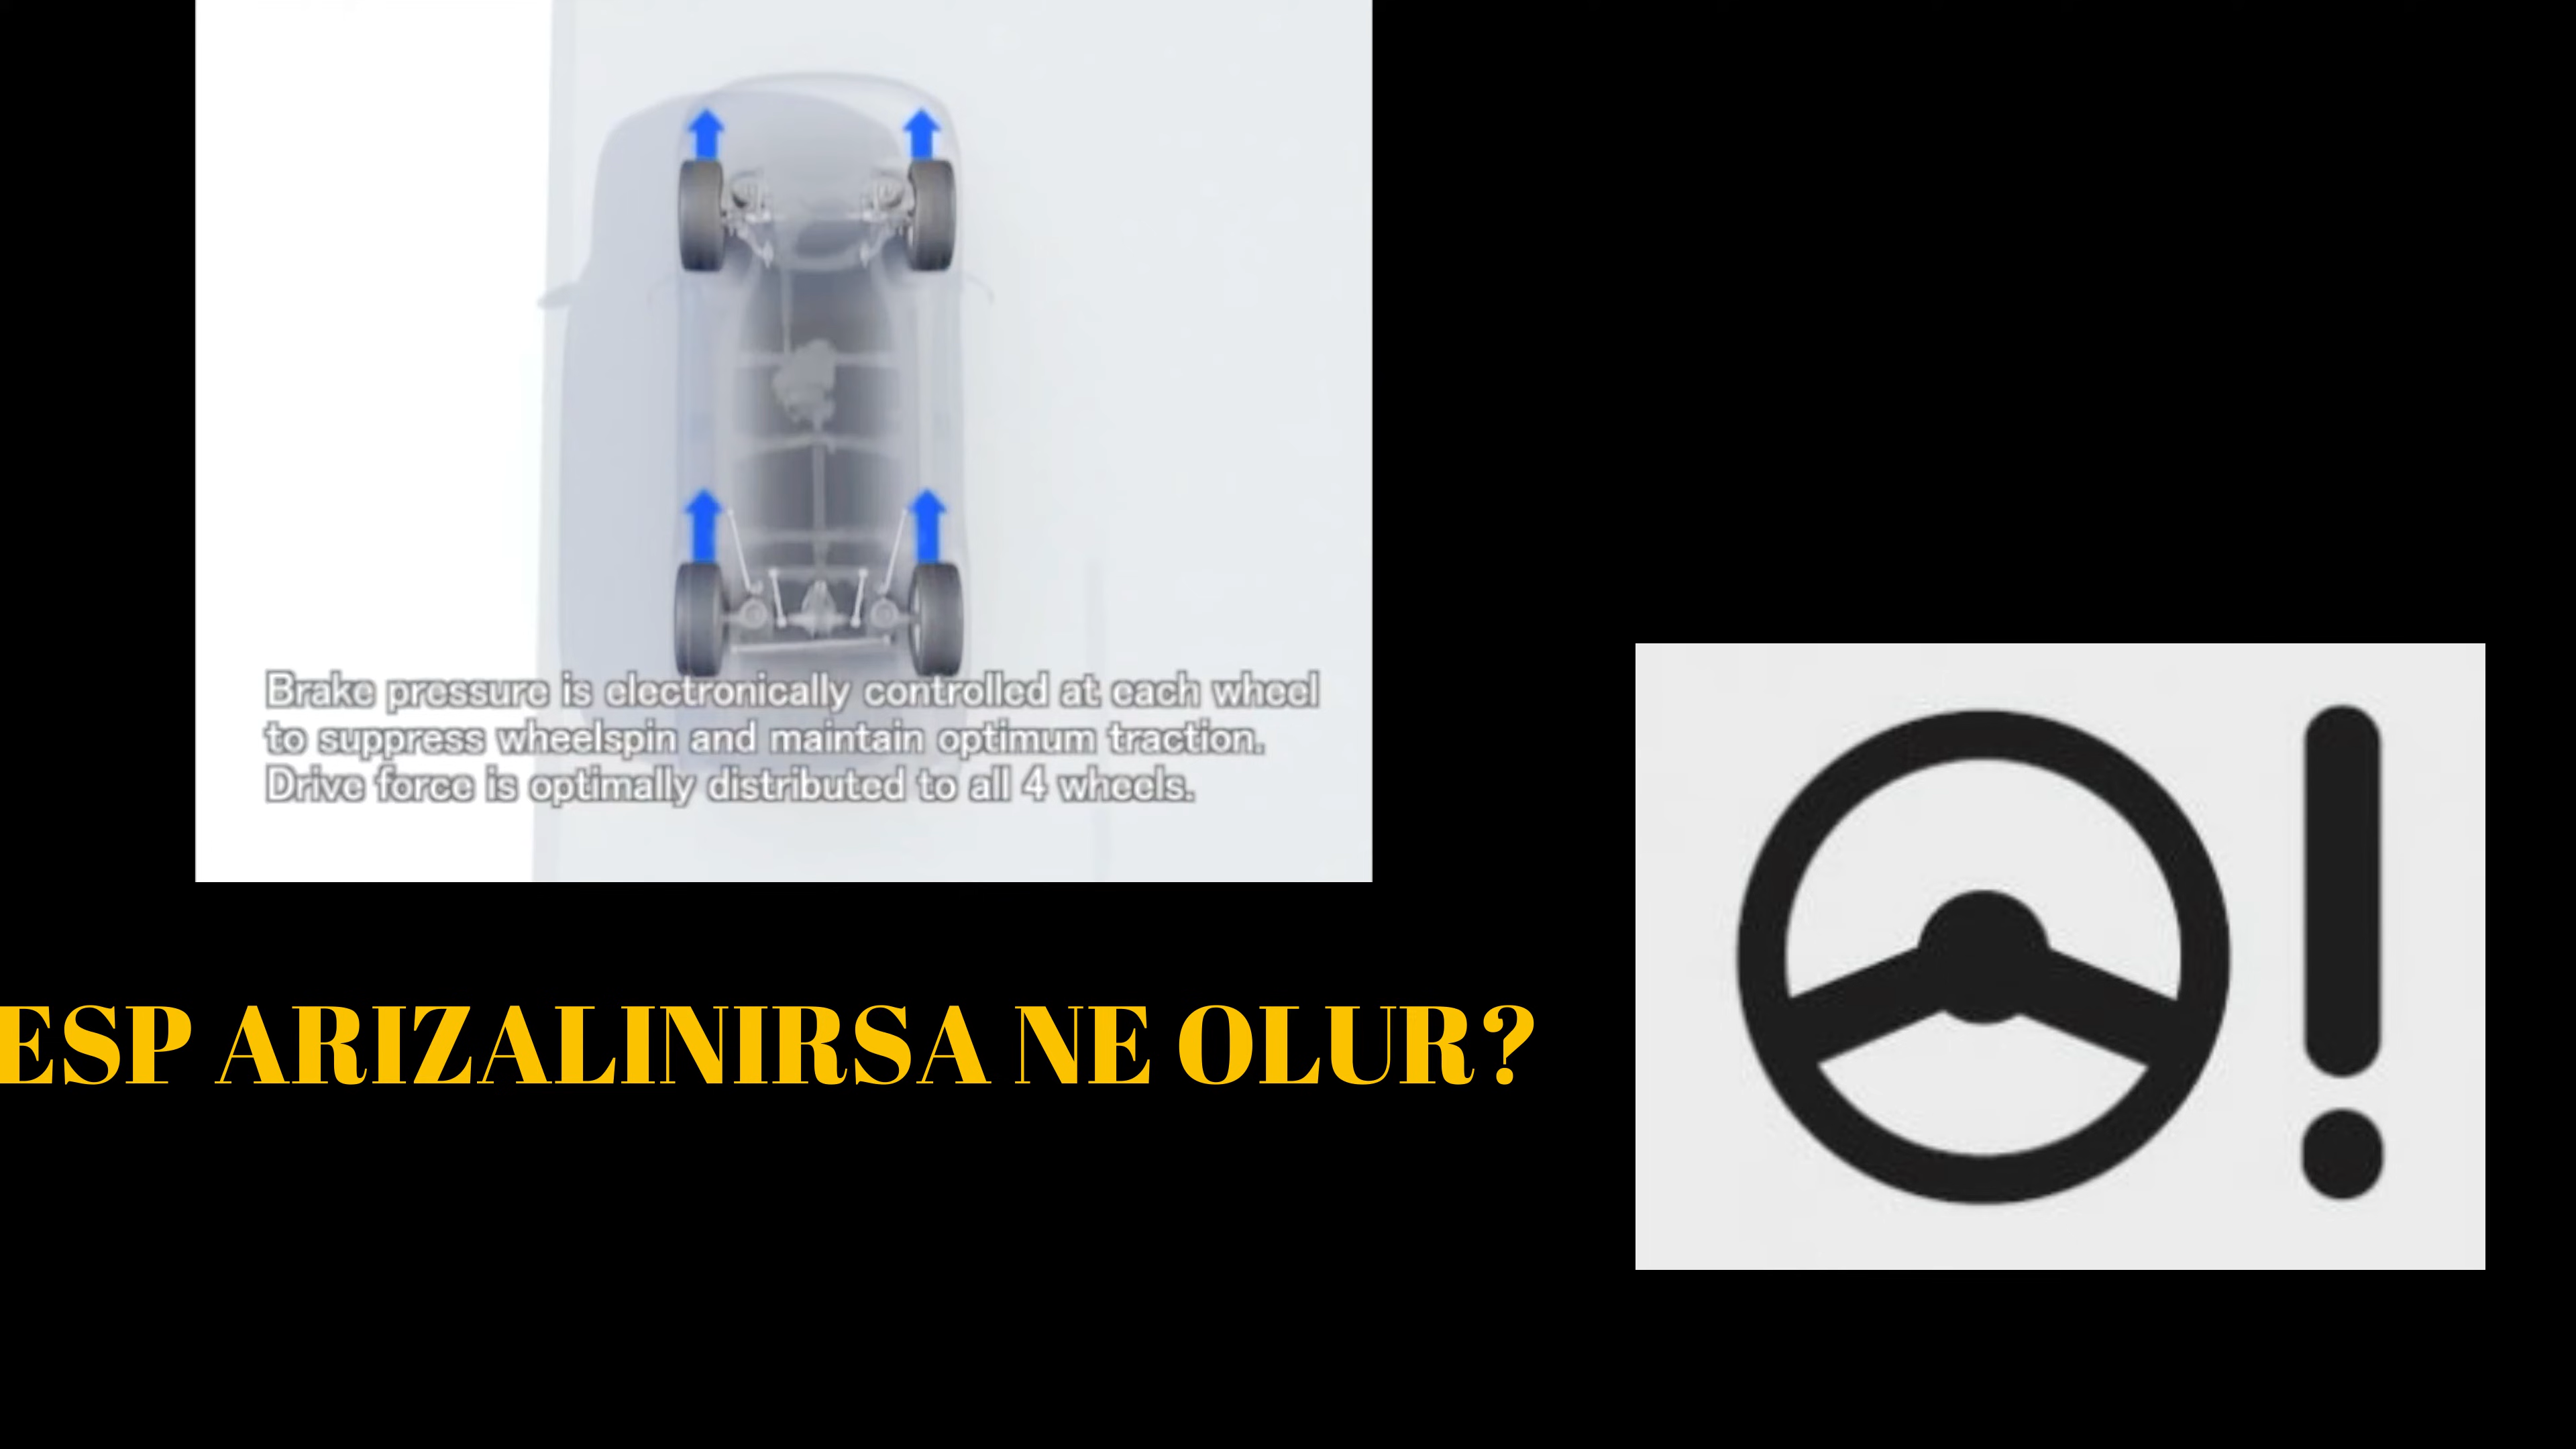 Brake pressure is electronically controlled at each wheel
to suppress wheelspin and maintain optimum traction.
Drive force is optimally distributed to all 4 wheels.
ESP ARIZALINIRSA NE OLUR?
!